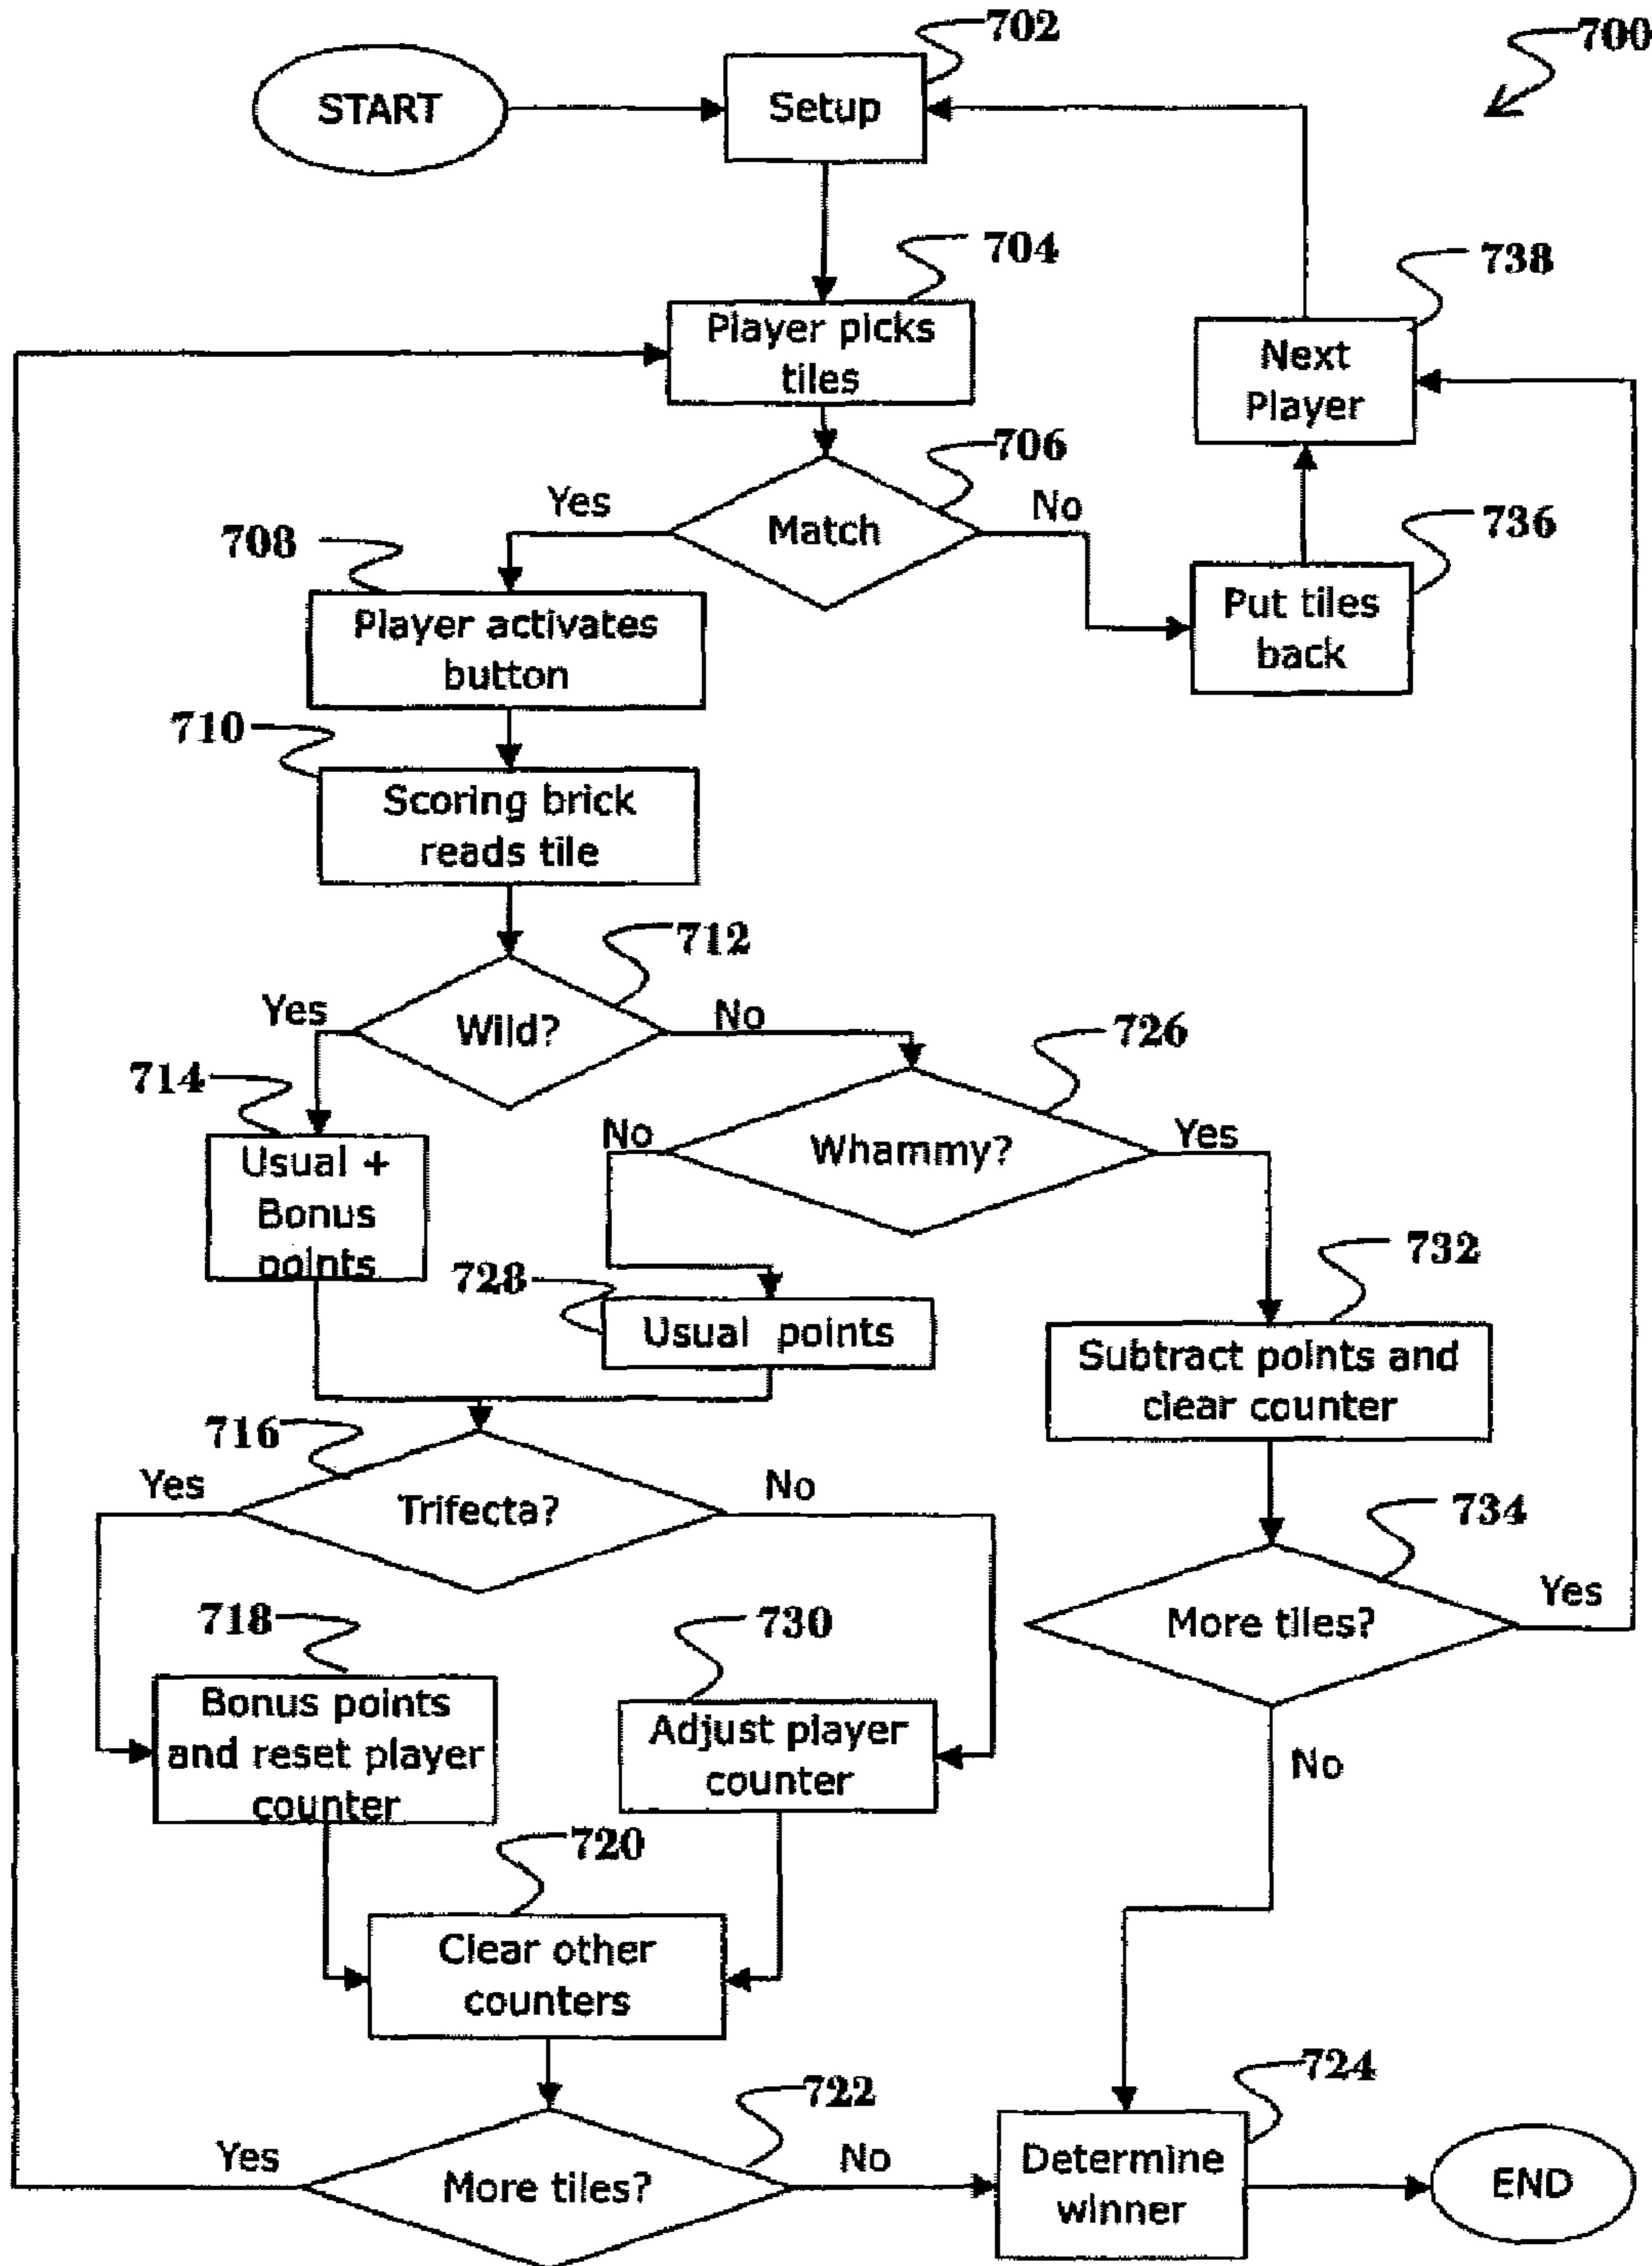 702
700
START
Setup
704
738
Player picks
tiles
Next
Player
706
Yes
No
Match
708
736
Player activates
button
Put tiles
back
710
Scoring brick
reads tile
712
Yes
No
Wild?
726
714
No
Yes
Whammy?
Usual +
Bonus
points
732
728
Usual points
Subtract points and
clear counter
716
Yes
No
Trifecta?
734
Yes
More tiles?
718
730
Bonus points
and reset player
counter
Adjust player
counter
No
720
Clear other
counters
722
724
Yes
No
More tiles?
Determine
winner
END